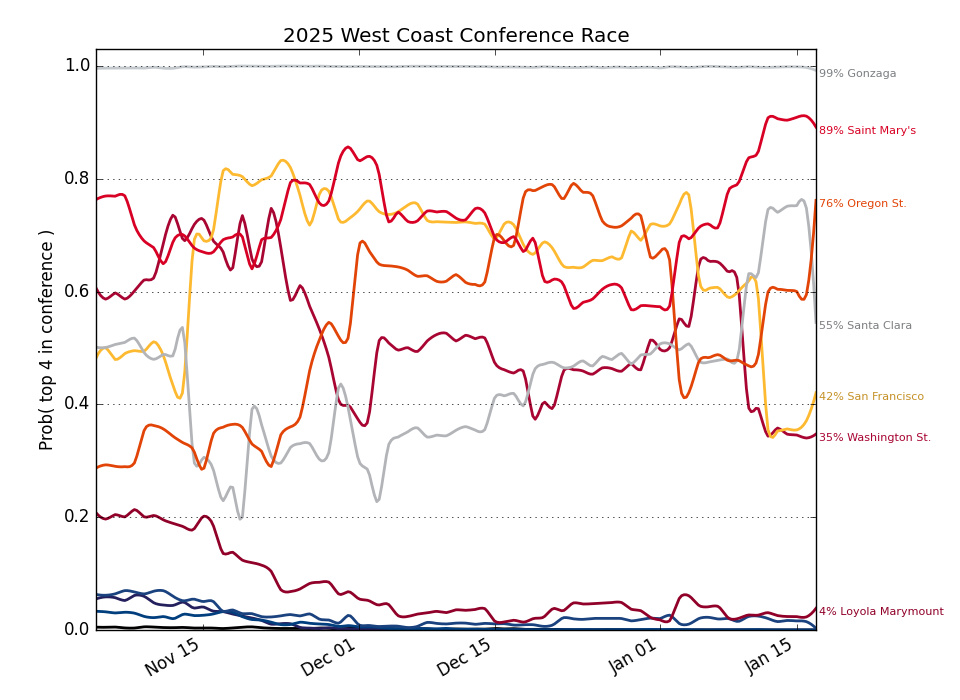 2025 West Coast Conference Race
Prob( top 4 in conference )
1.0
0.8
0.6
0.4
0.2
0.0
Nov 15
Dec 01
Dec 15
Jan 01
Jan 15
99% Gonzaga
89% Saint Mary's
76% Oregon St.
55% Santa Clara
42% San Francisco
35% Washington St.
4% Loyola Marymount